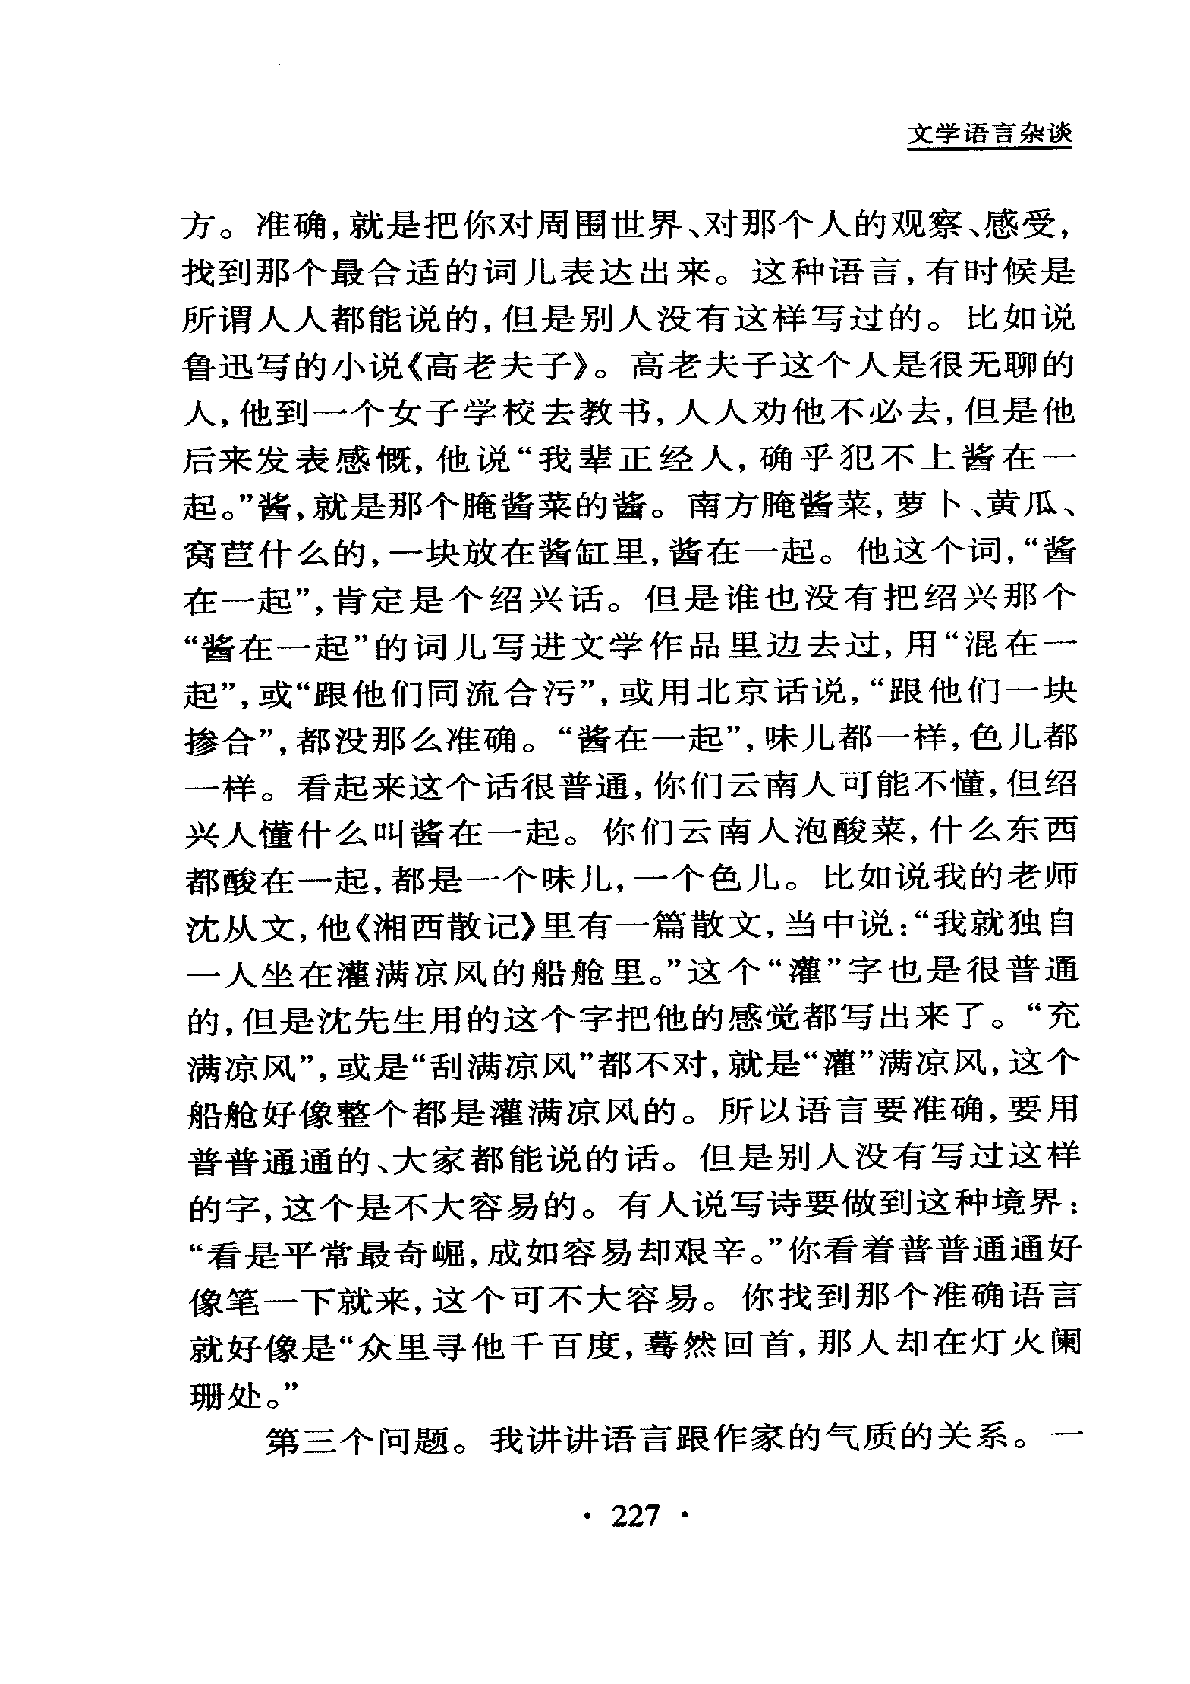 文学语言杂谈
方。准确,就是把你对周围世界、对那个人的观察、感受,
找到那个最合适的词儿表达出来。这种语言,有时候是
所谓人人都能说的,但是别人没有这样写过的。比如说
鲁迅写的小说《高老夫子》。高老夫子这个人是很无聊的
人,他到一个女子学校去教书,人人劝他不必去,但是他
后来发表感慨,他说“我辈正经人,确乎犯不上酱在一
起。”酱,就是那个腌酱菜的酱。南方腌酱菜,萝卜、黄瓜、
窝苣什么的,一块放在酱缸里,酱在一起。他这个词,“酱
在一起”,肯定是个绍兴话。但是谁也没有把绍兴那个
“酱在一起”的词儿写进文学作品里边去过,用“混在一
起”,或“跟他们同流合污”,或用北京话说,“跟他们一块
掺合”,都没那么准确。“酱在一起”,味儿都一样,色儿都
一样。看起来这个话很普通,你们云南人可能不懂,但绍
兴人懂什么叫酱在一起。你们云南人泡酸菜,什么东西
都酸在一起,都是一个味儿,一个色儿。比如说我的老师
沈从文,他《湘西散记》里有一篇散文,当中说:“我就独自
一人坐在灌满凉风的船舱里。”这个“灌”字也是很普通
的,但是沈先生用的这个字把他的感觉都写出来了。“充
满凉风”,或是“刮满凉风”都不对,就是“灌”满凉风,这个
船舱好像整个都是灌满凉风的。所以语言要准确,要用
普普通通的、大家都能说的话。但是别人没有写过这样
的字,这个是不大容易的。有人说写诗要做到这种境界:
“看是平常最奇崛,成如容易却艰辛。”你看着普普通通好
像笔一下就来,这个可不大容易。你找到那个准确语言
就好像是“众里寻他千百度,蓦然回首,那人却在灯火阑
珊处。”
第三个问题。我讲讲语言跟作家的气质的关系。一
· 227 ·